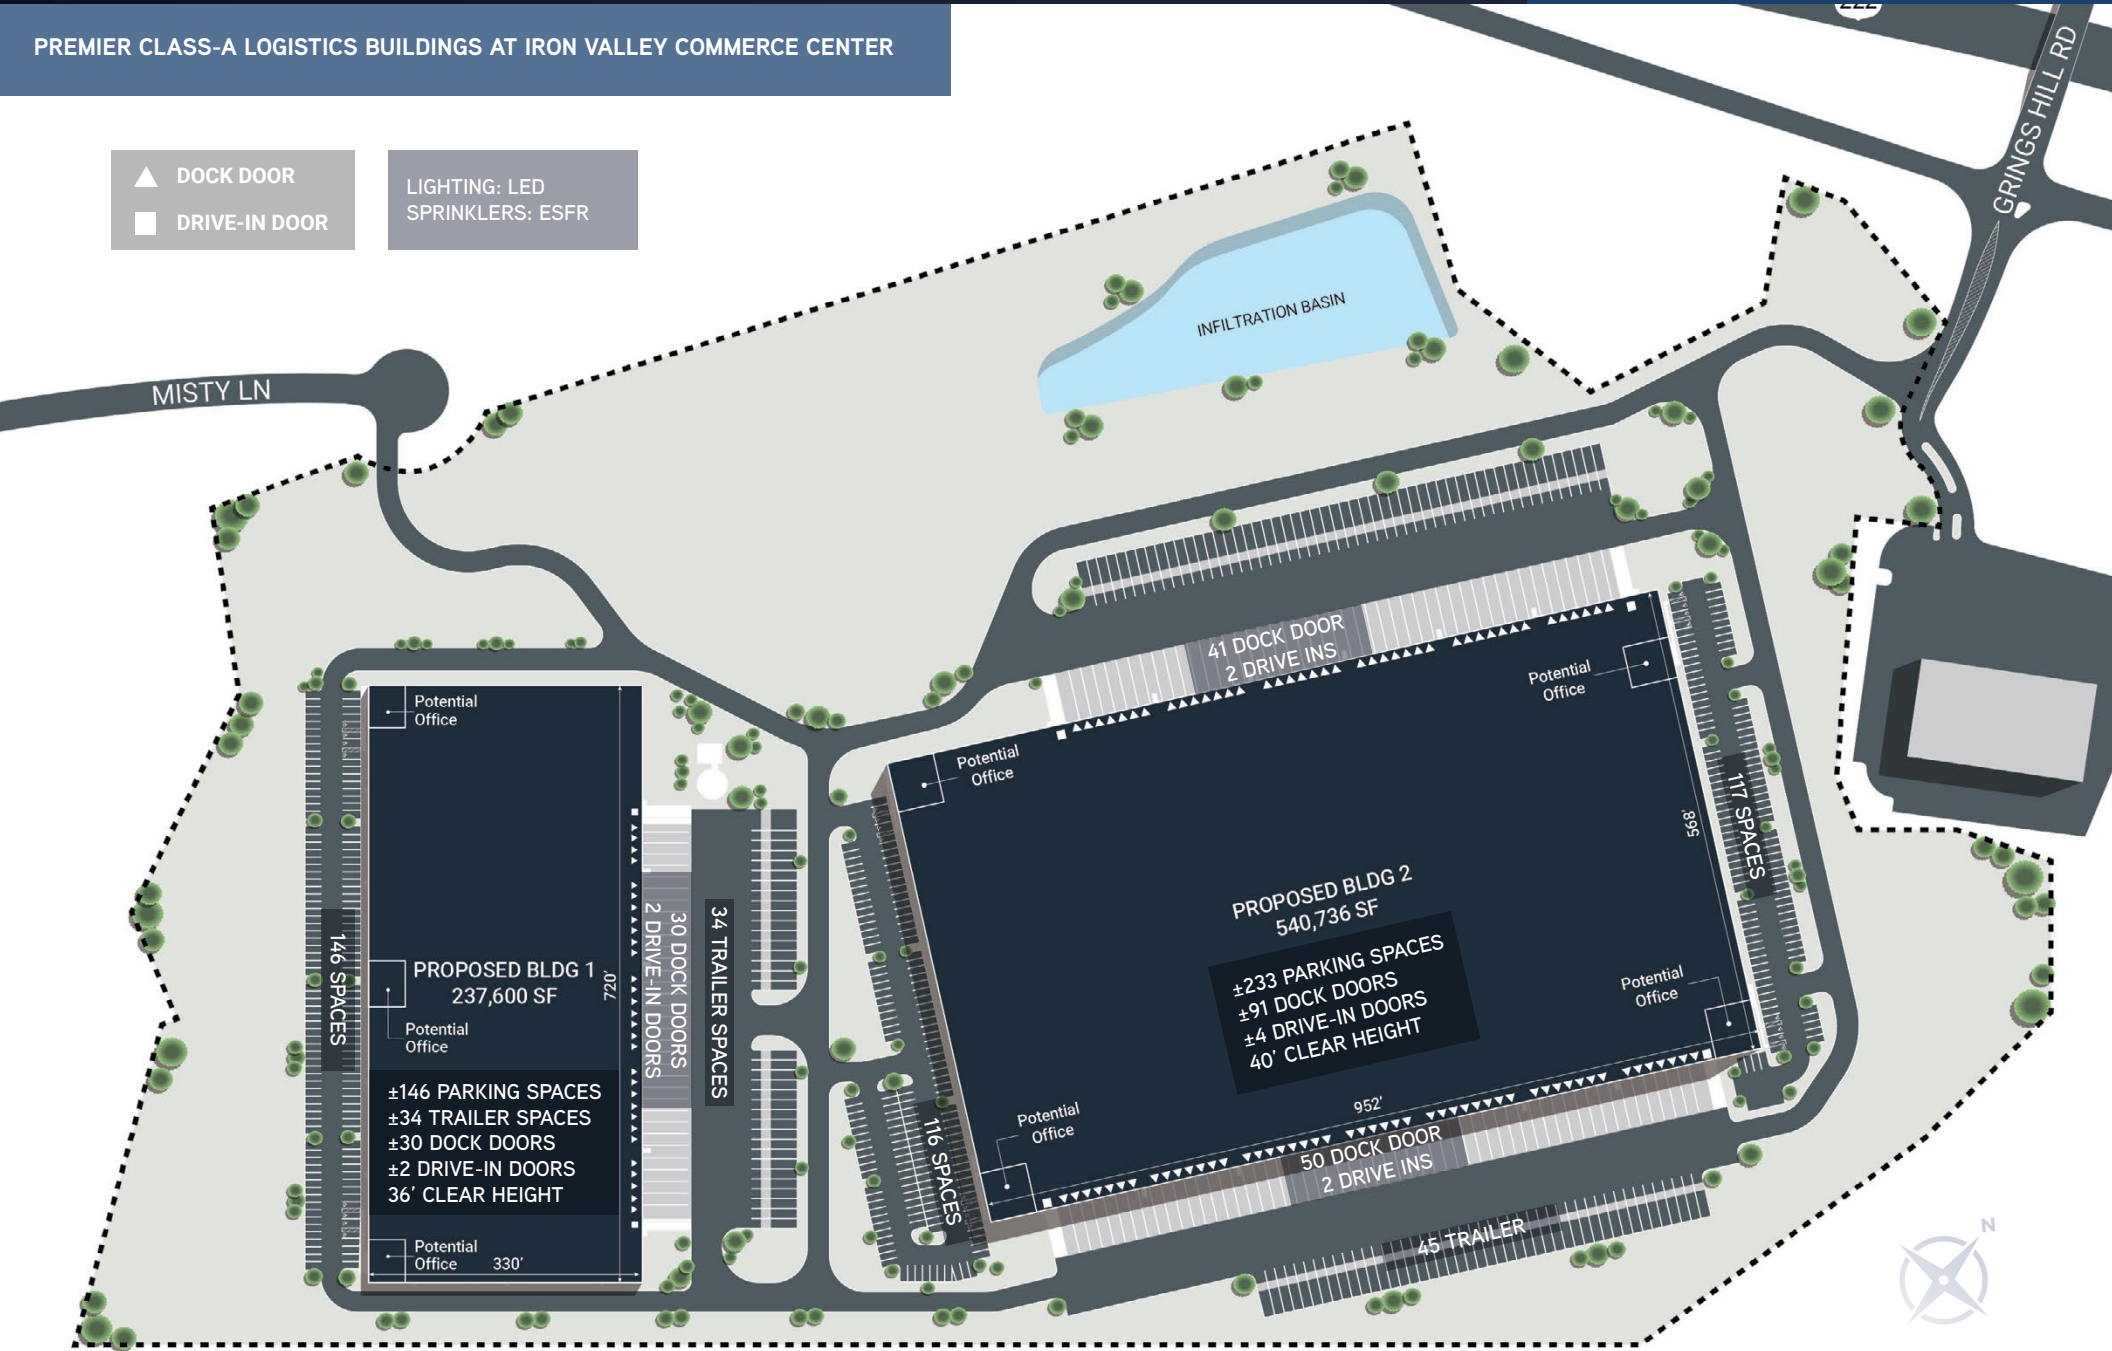 PREMIER CLASS-A LOGISTICS BUILDINGS AT IRON VALLEY COMMERCE CENTER
222
GRINGS HILL RD
DOCK DOOR
DRIVE-IN DOOR
LIGHTING: LED
SPRINKLERS: ESFR
INFILTRATION BASIN
MISTY LN
41 DOCK DOOR
2 DRIVE INS
Potential
Office
Potential
Office
Potential
Office
117 SPACES
568'
PROPOSED BLDG 2
540,736 SF
±233 PARKING SPACES
±91 DOCK DOORS
±4 DRIVE-IN DOORS
40' CLEAR HEIGHT
Potential
Office
146 SPACES
PROPOSED BLDG 1
237,600 SF
720'
30 DOCK DOORS
2 DRIVE-IN DOORS
34 TRAILER SPACES
Potential
Office
±146 PARKING SPACES
±34 TRAILER SPACES
±30 DOCK DOORS
±2 DRIVE-IN DOORS
36' CLEAR HEIGHT
Potential
Office
952'
116 SPACES
50 DOCK DOOR
2 DRIVE INS
45 TRAILER
Potential
Office
330'
N